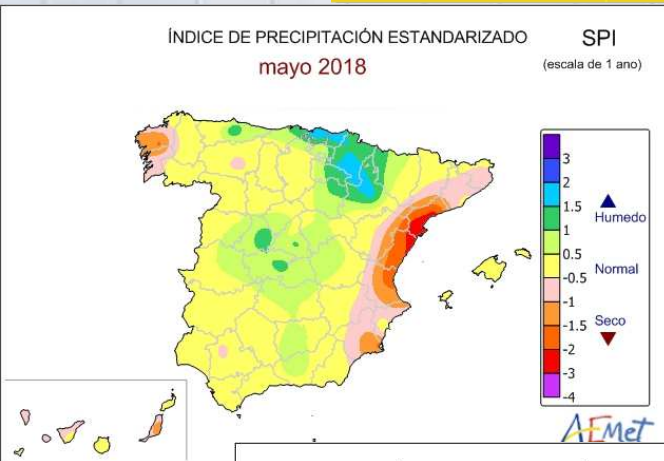 ÍNDICE DE PRECIPITACIÓN ESTANDARIZADO
SPI
mayo 2018
(escala de 1 ano)
3
2
1.5
Humedo
1
0.5
Normal
-0.5
-1
Seco
-1.5
-2
-3
-4
AEMet